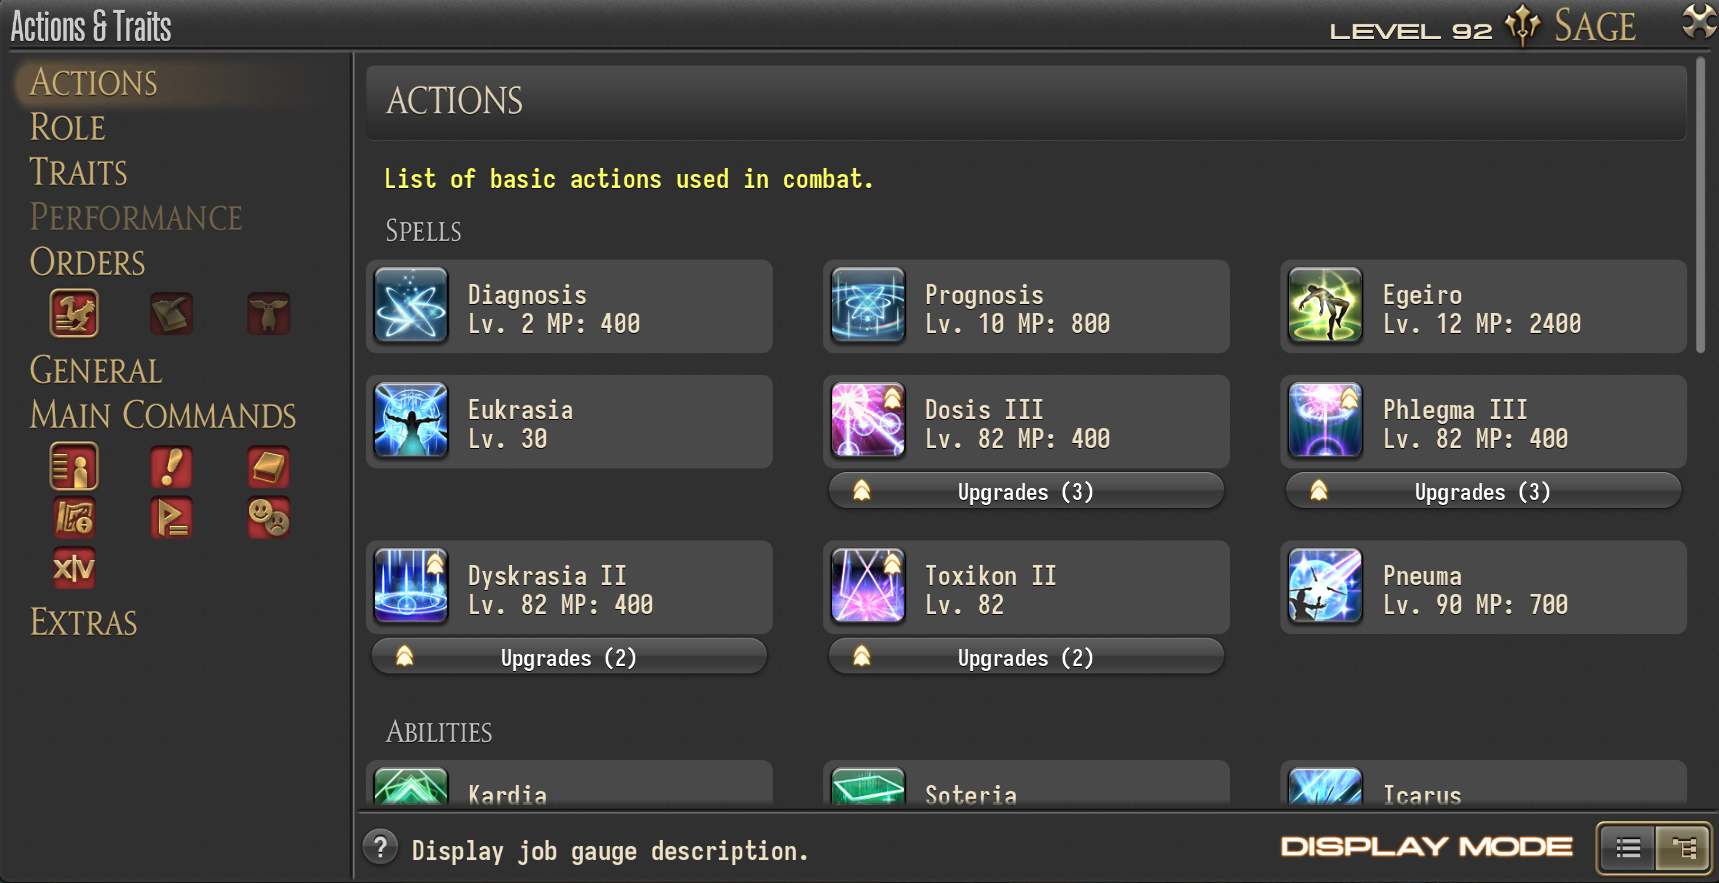 Actions & Traits
LEVEL 92 SAGE
ACTIONS
ROLE
TRAITS
PERFORMANCE
ORDERS
GENERAL
MAIN COMMANDS
XIV
EXTRAS
ACTIONS
List of basic actions used in combat.
SPELLS
Diagnosis
Lv. 2 MP: 400
Prognosis
Lv. 10 MP: 800
Egeiro
Lv. 12 MP: 2400
Eukrasia
Lv. 30
Dosis III
Lv. 82 MP: 400
Upgrades (3)
Phlegma III
Lv. 82 MP: 400
Upgrades (3)
Dyskrasia II
Lv. 82 MP: 400
Upgrades (2)
Toxikon II
Lv. 82
Upgrades (2)
Pneuma
Lv. 90 MP: 700
ABILITIES
Kardia
Soteria
Icarus
? Display job gauge description.
DISPLAY MODE